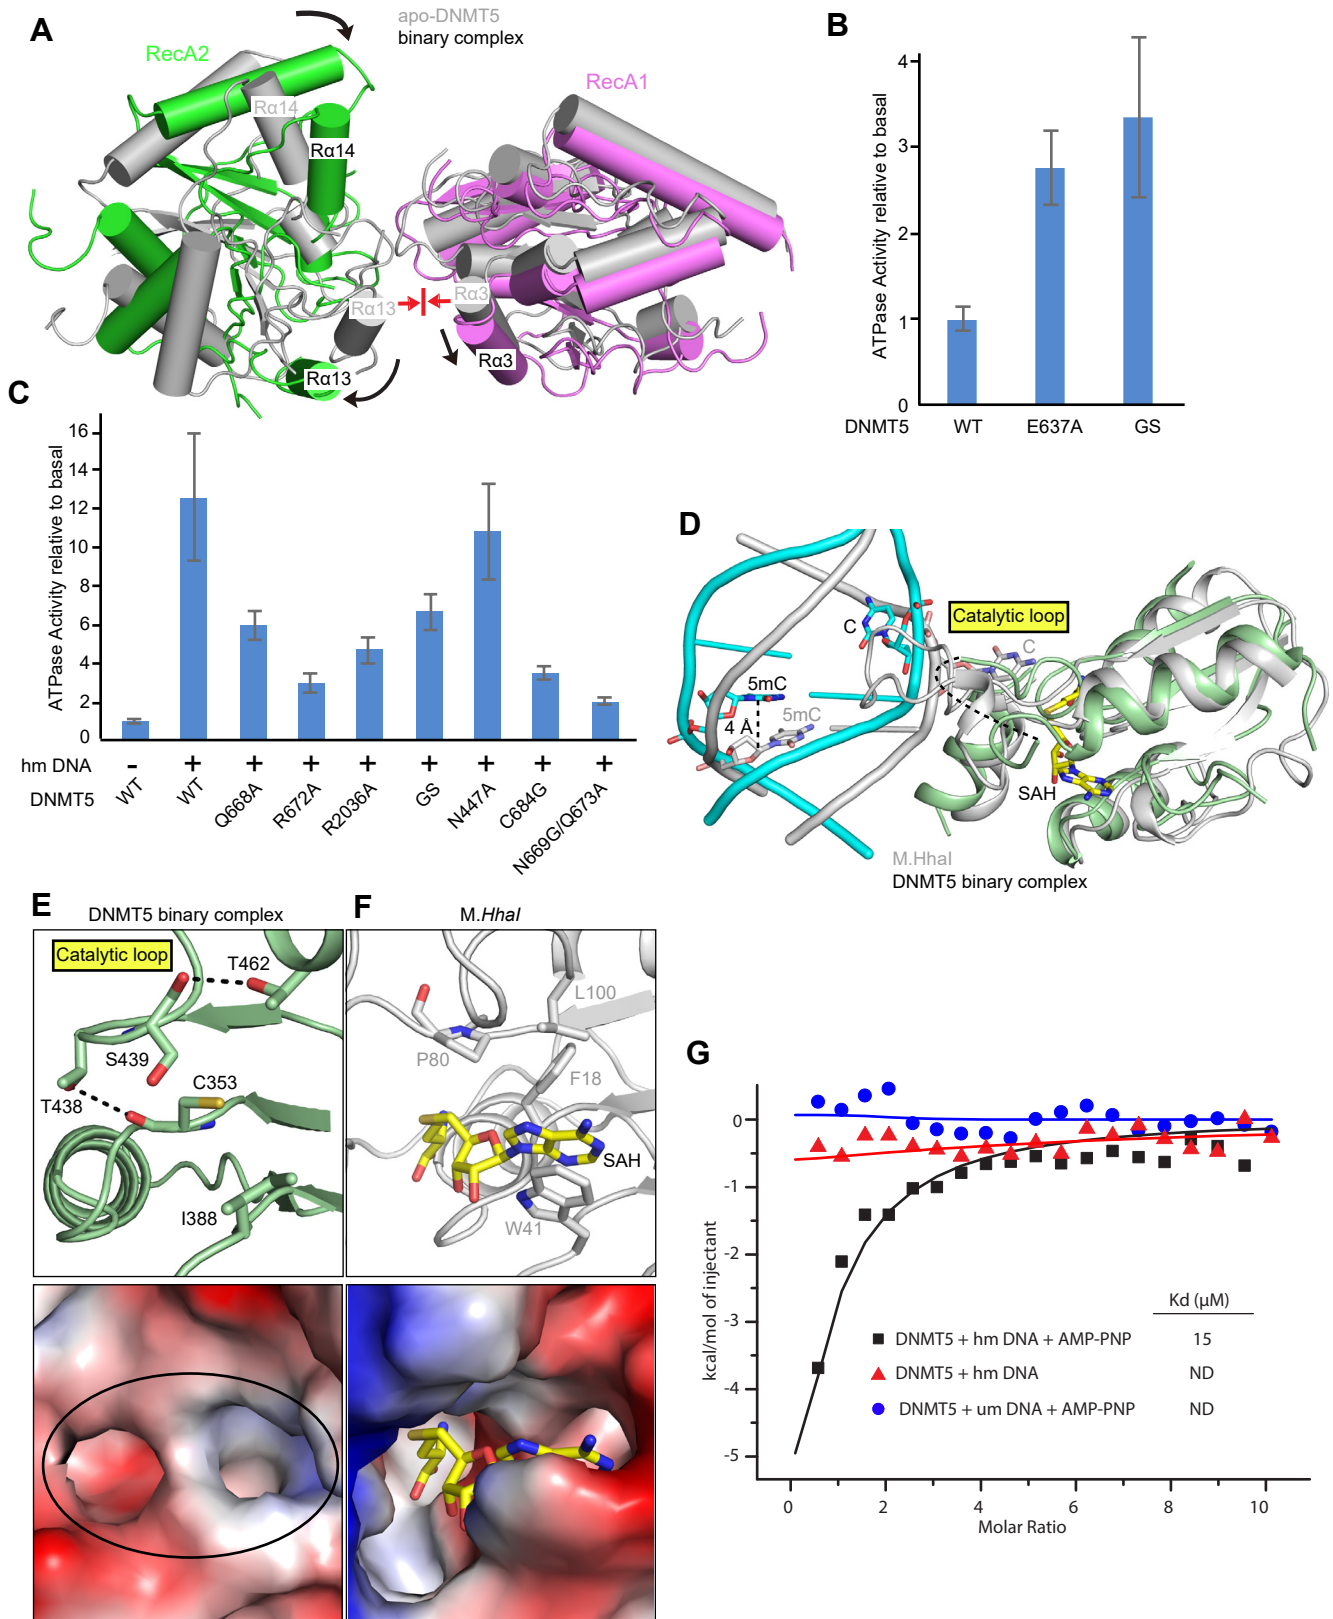 A
apo-DNMT5
binary complex
RecA2
RecA1
Rα14
Rα14
Rα13
Rα3
Rα13
Rα3
B
ATPase Activity relative to basal
4
3
2
1
0
DNMT5 WT E637A GS
C
ATPase Activity relative to basal
16
14
12
10
8
6
4
2
0
hm DNA - + + + + + + + +
DNMT5 WT WT Q668A R672A R2036A GS N447A C684G N669G/Q673A
D
C
Catalytic loop
C
5mC
4 Å
5mC
SAH
M.HhaI
DNMT5 binary complex
E
DNMT5 binary complex
Catalytic loop
T462
S439
C353
T438
I388
F
M.HhaI
L100
P80
F18
SAH
W41
G
kcal/mol of injectant
0
-1
-2
-3
-4
-5
Kd (µM)
DNMT5 + hm DNA + AMP-PNP 15
DNMT5 + hm DNA ND
DNMT5 + um DNA + AMP-PNP ND
0 2 4 6 8 10
Molar Ratio